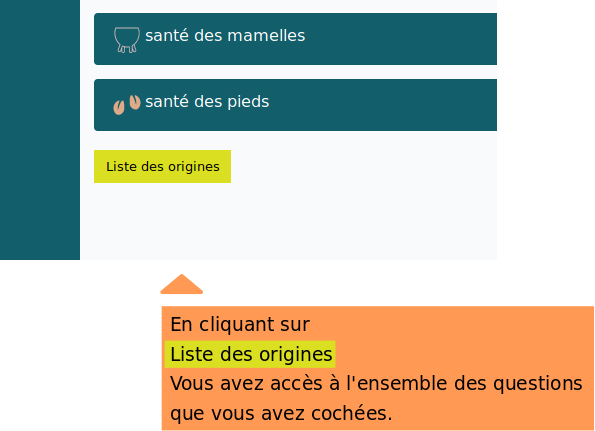 santé des mamelles
santé des pieds
Liste des origines
En cliquant sur
Liste des origines
Vous avez accès à l'ensemble des questions
que vous avez cochées.